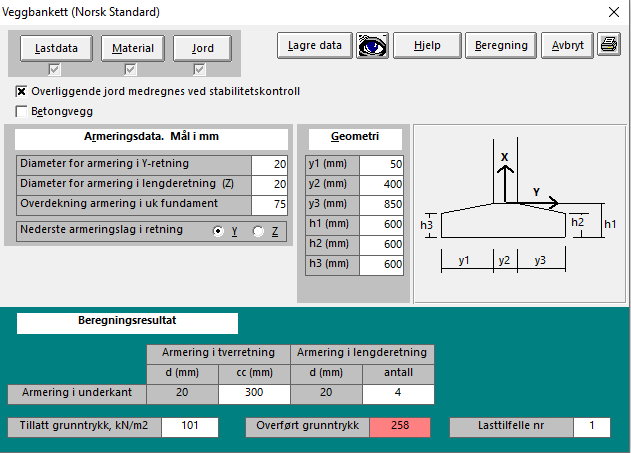 Veggbankett (Norsk Standard)
Lastdata Material Jord Lagre data Hjelp Beregning Avbryt
Overliggende jord medregnes ved stabilitetskontroll
Betongvegg
Armeringsdata. Mål i mm
Diameter for armering i Y-retning 20
Diameter for armering i lengderetning (Z) 20
Overdekning armering i uk fundament 75
Nederste armeringslag i retning Y Z
Geometri
y1 (mm) 50
y2 (mm) 400
y3 (mm) 850
h1 (mm) 600
h2 (mm) 600
h3 (mm) 600
X
Y
h3 h2 h1
y1 y2 y3
Beregningsresultat
Armering i tverretning Armering i lengderetning
d (mm) cc (mm) d (mm) antall
Armering i underkant 20 300 20 4
Tillatt grunntrykk, kN/m2 101 Overført grunntrykk 258 Lasttilfelle nr 1